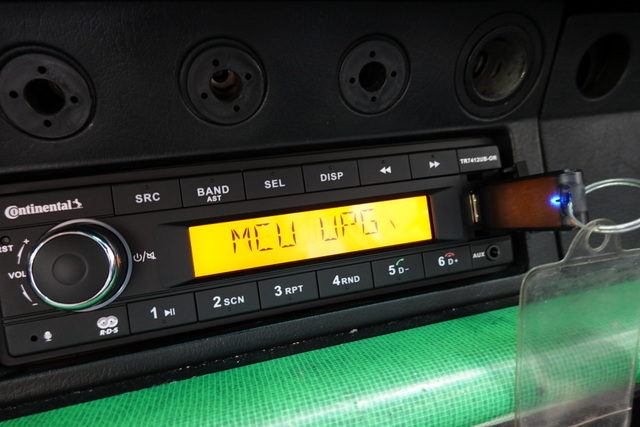 Continental
SRC
BAND
AST
SEL
DISP
TR7412UB-OR
RST
VOL
MCU UPG
1
2 SCN
3 RPT
4 RND
5 D-
6 D+
AUX
R·D·S